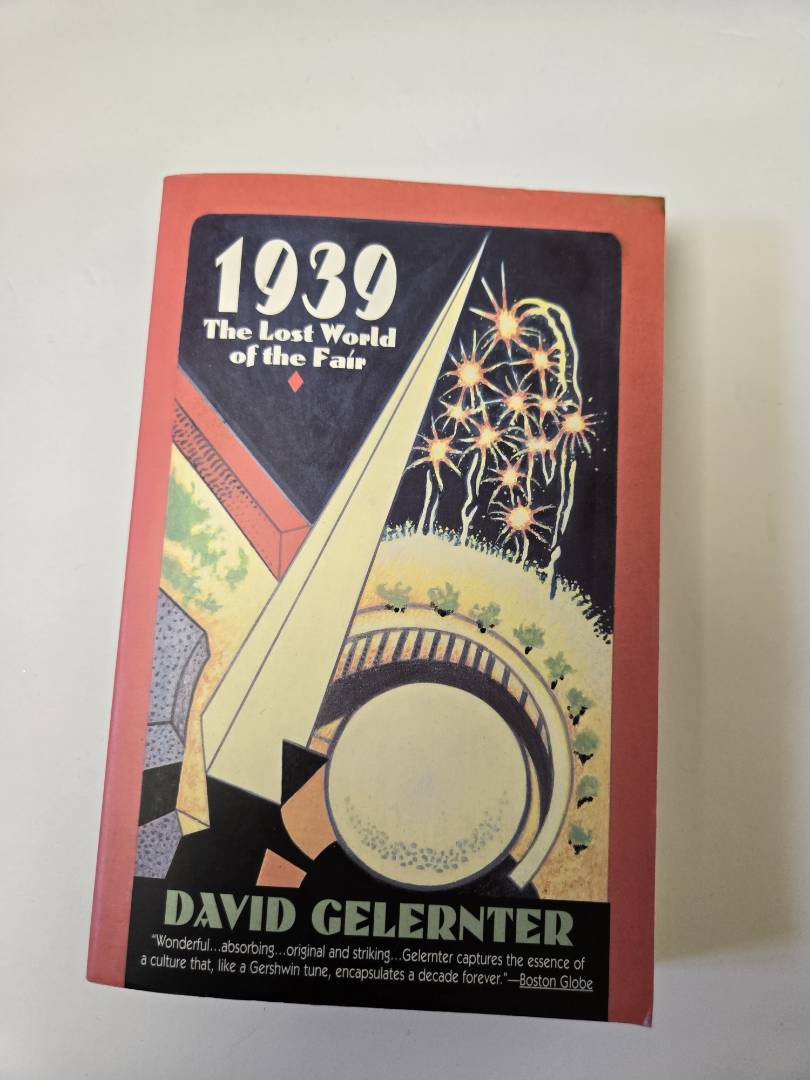 1939
The Lost World
of the Fair
DAVID GELERNTER
"Wonderful...absorbing...original and striking...Gelernter captures the essence of
a culture that, like a Gershwin tune, encapsulates a decade forever."—Boston Globe